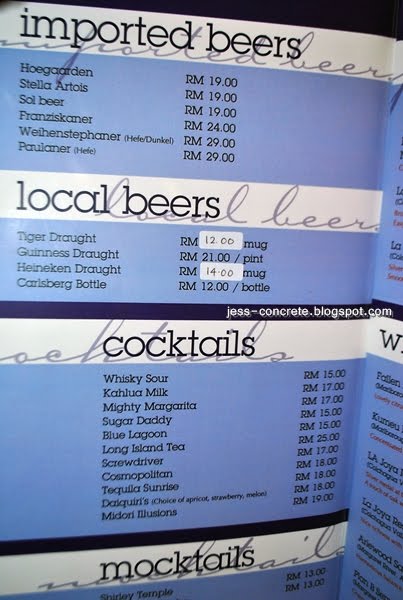 imported beers
Hoegaarden RM 19.00
Stella Artois RM 19.00
Sol beer RM 19.00
Franziskaner RM 24.00
Weihenstephaner (Hefe/Dunkel) RM 29.00
Paulaner (Hefe) RM 29.00
local beers
Tiger Draught RM 12.00 mug
Guinness Draught RM 21.00 / pint
Heineken Draught RM 14.00 mug
Carlsberg Bottle RM 12.00 / bottle
jess-concrete.blogspot.com
cocktails
Whisky Sour RM 15.00
Kahlua Milk RM 17.00
Mighty Margarita RM 17.00
Sugar Daddy RM 15.00
Blue Lagoon RM 15.00
Long Island Tea RM 25.00
Screwdriver RM 17.00
Cosmopolitan RM 18.00
Tequila Sunrise RM 18.00
Daiquiri's (Choice of apricot, strawberry, melon) RM 18.00
Midori Illusions RM 19.00
mocktails
Shirley Temple RM 13.00
RM 13.00